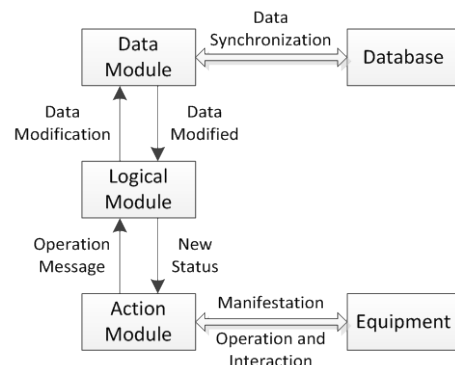 Data
Synchronization
Data
Module
Database
Data
Modification
Data
Modified
Logical
Module
Operation
Message
New
Status
Action
Module
Manifestation
Operation and
Interaction
Equipment